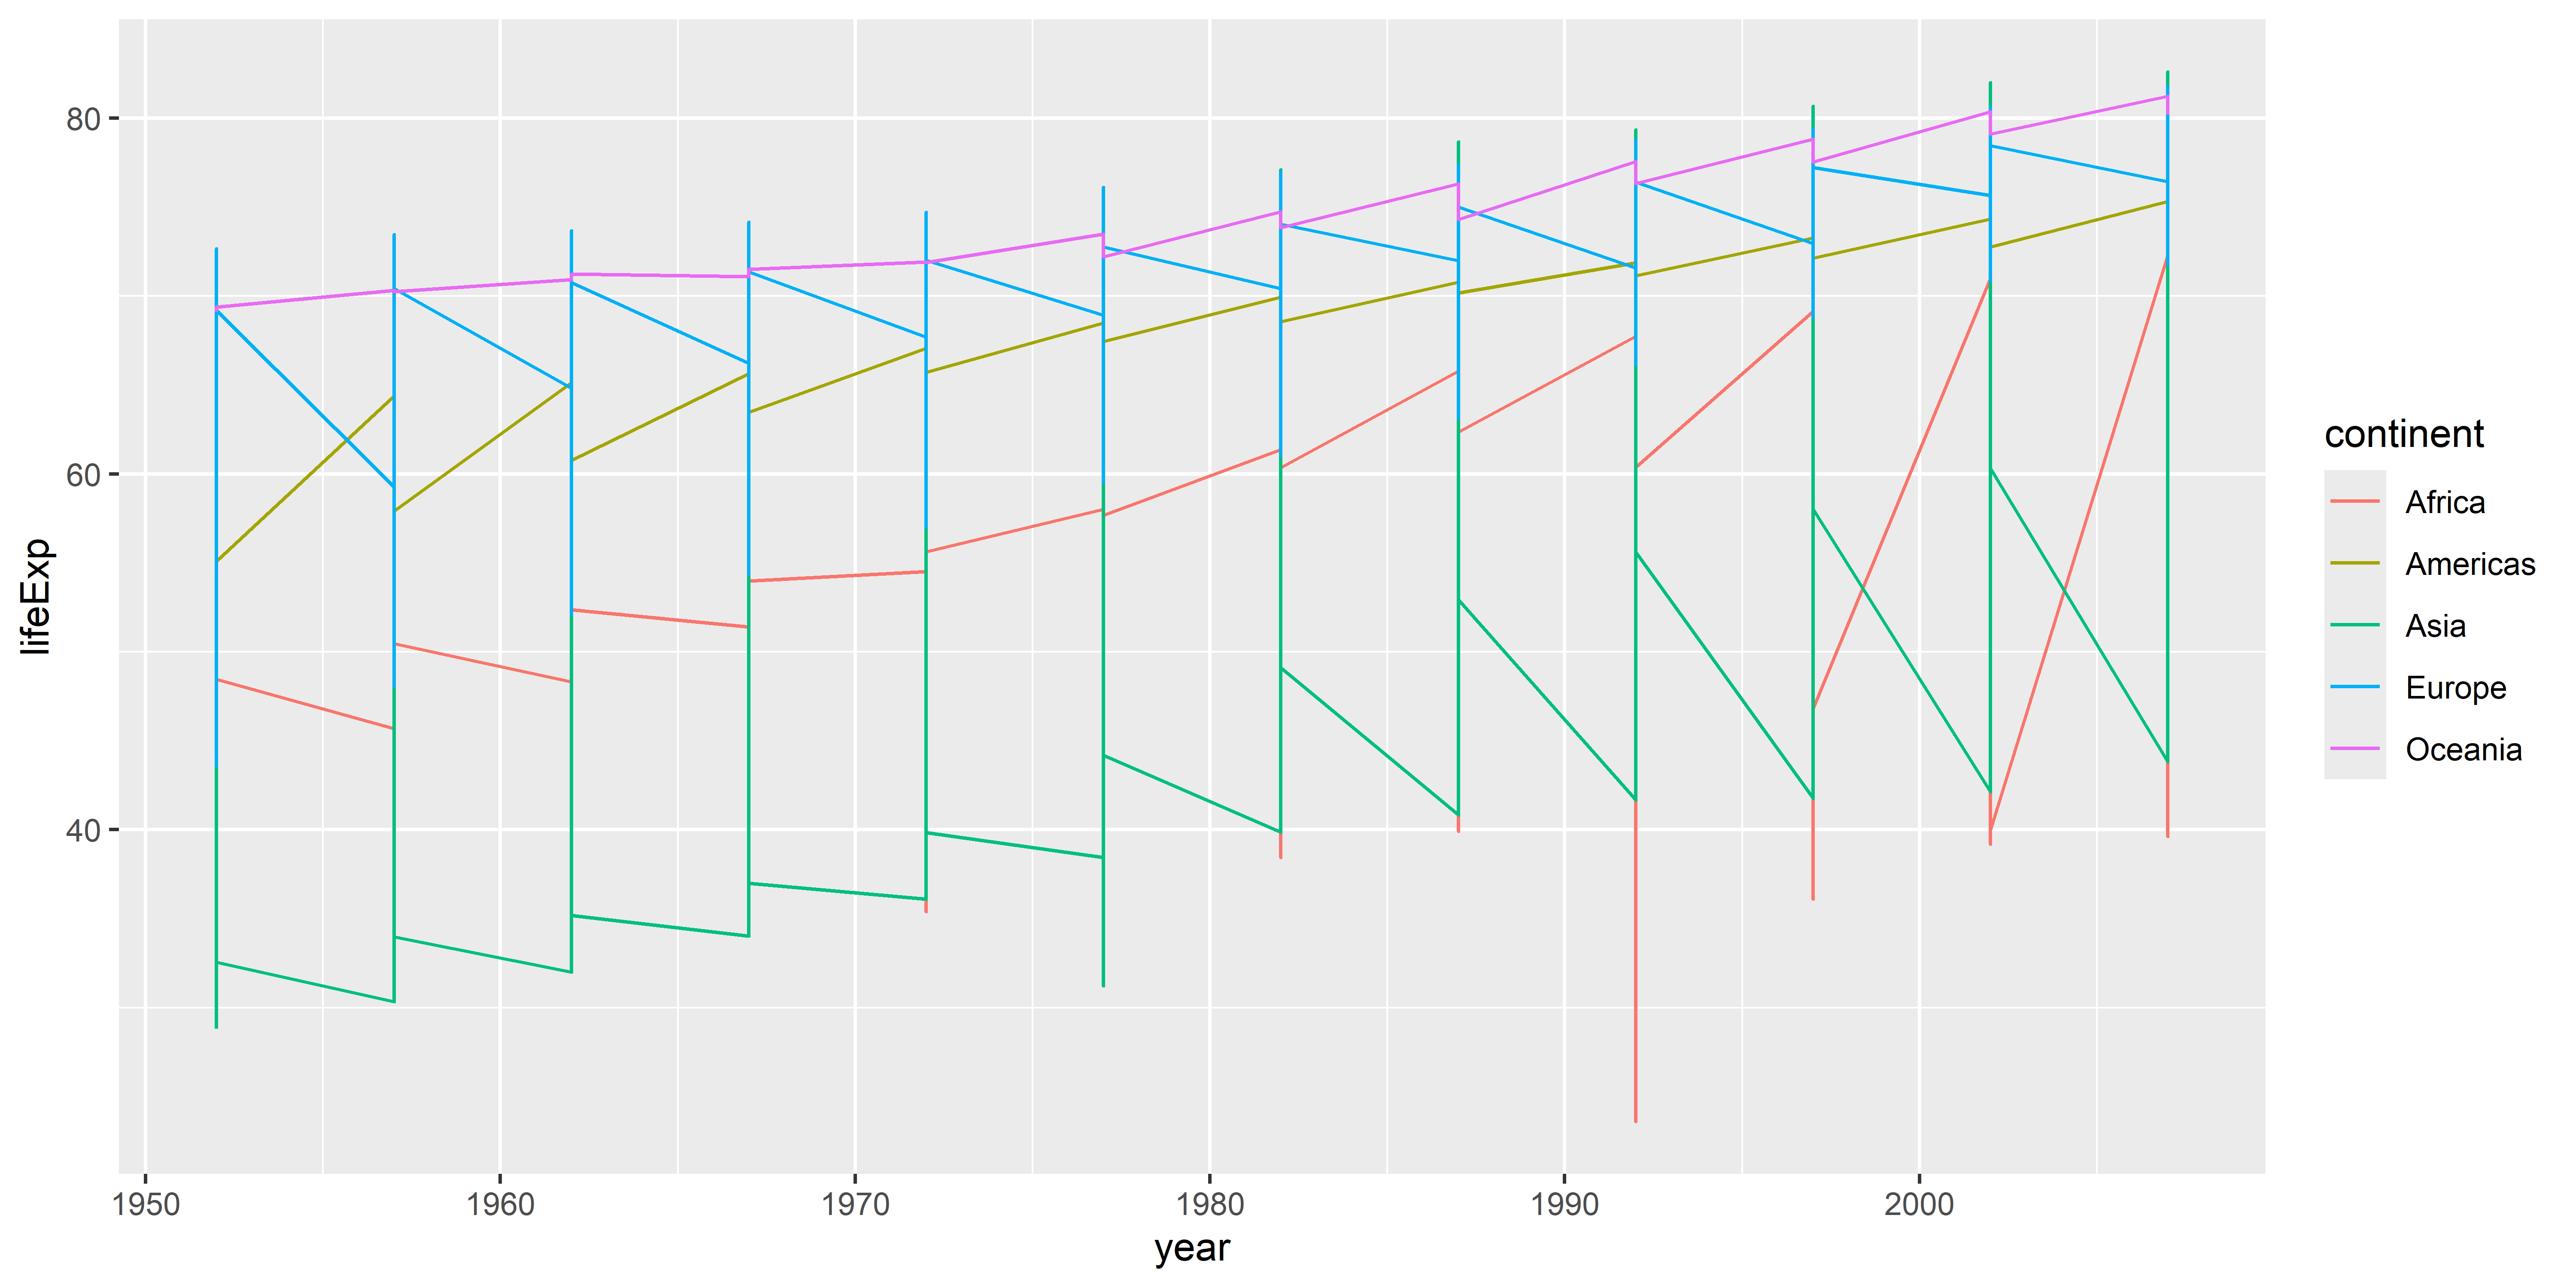 80
60
40
lifeExp
1950 1960 1970 1980 1990 2000
year
continent
Africa
Americas
Asia
Europe
Oceania